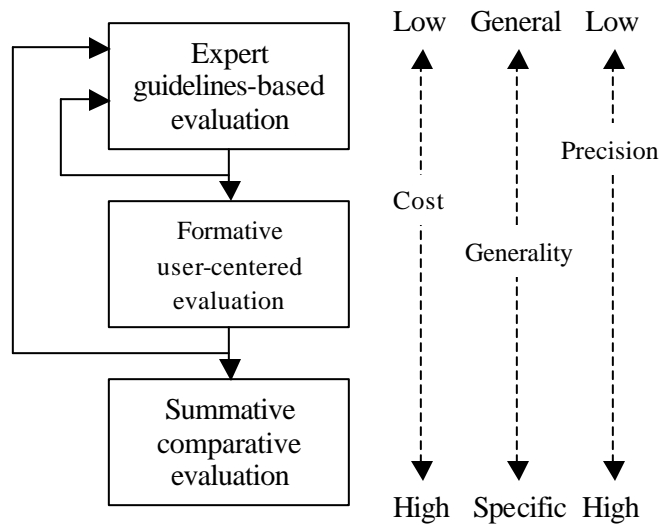 Low General Low
Expert
guidelines-based
evaluation
Precision
Cost
Formative
user-centered
evaluation
Generality
Summative
comparative
evaluation
High Specific High